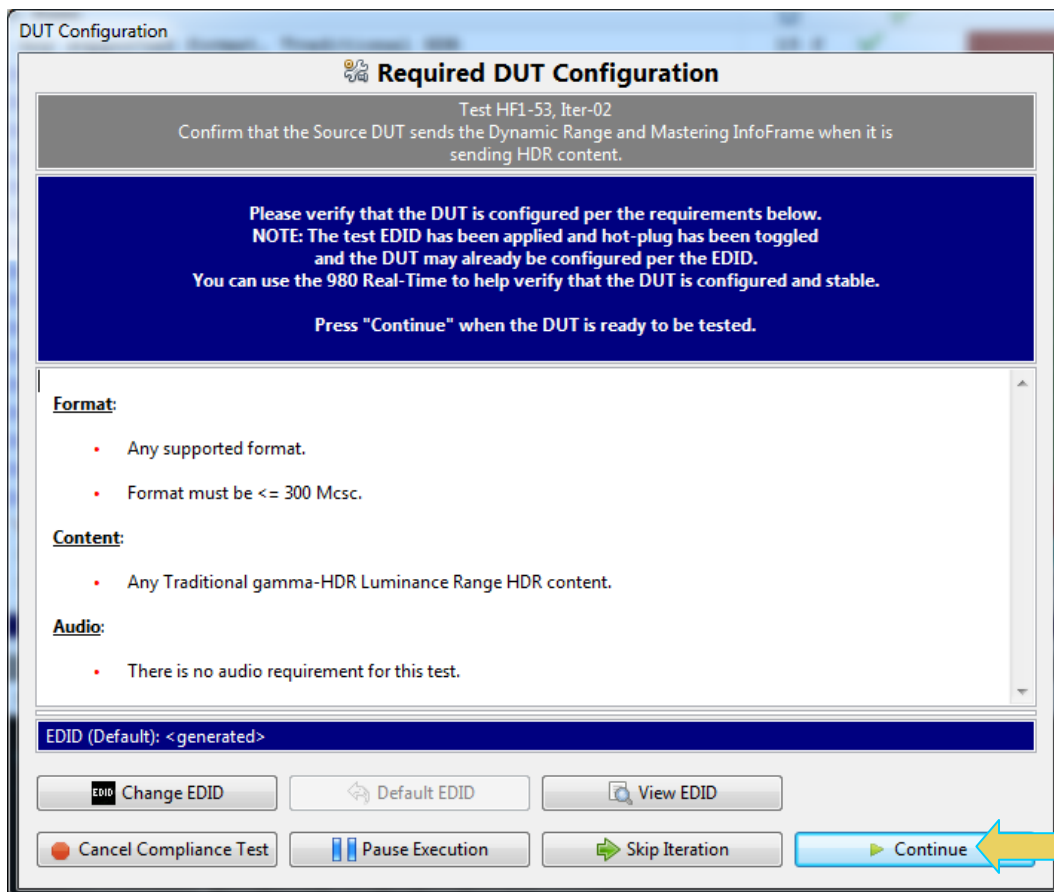 DUT Configuration
Required DUT Configuration
Test HF1-53, Iter-02
Confirm that the Source DUT sends the Dynamic Range and Mastering InfoFrame when it is
sending HDR content.
Please verify that the DUT is configured per the requirements below.
NOTE: The test EDID has been applied and hot-plug has been toggled
and the DUT may already be configured per the EDID.
You can use the 980 Real-Time to help verify that the DUT is configured and stable.
Press "Continue" when the DUT is ready to be tested.
Format:
• Any supported format.
• Format must be <= 300 Mcsc.
Content:
• Any Traditional gamma-HDR Luminance Range HDR content.
Audio:
• There is no audio requirement for this test.
EDID (Default): <generated>
EDID Change EDID
Default EDID
View EDID
Cancel Compliance Test
Pause Execution
Skip Iteration
Continue